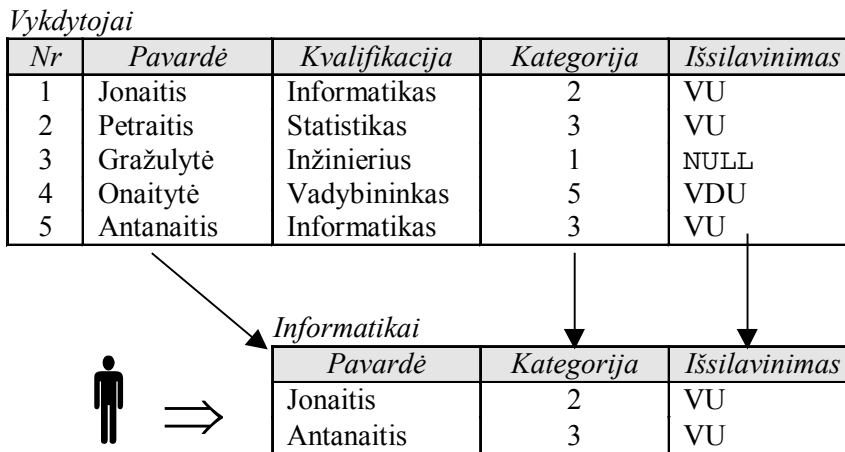 Vykdytojai
Nr Pavardė Kvalifikacija Kategorija Išsilavinimas
1 Jonaitis Informatikas 2 VU
2 Petraitis Statistikas 3 VU
3 Gražulytė Inžinierius 1 NULL
4 Onaitytė Vadybininkas 5 VDU
5 Antanaitis Informatikas 3 VU
Informatikai
Pavardė Kategorija Išsilavinimas
Jonaitis 2 VU
Antanaitis 3 VU